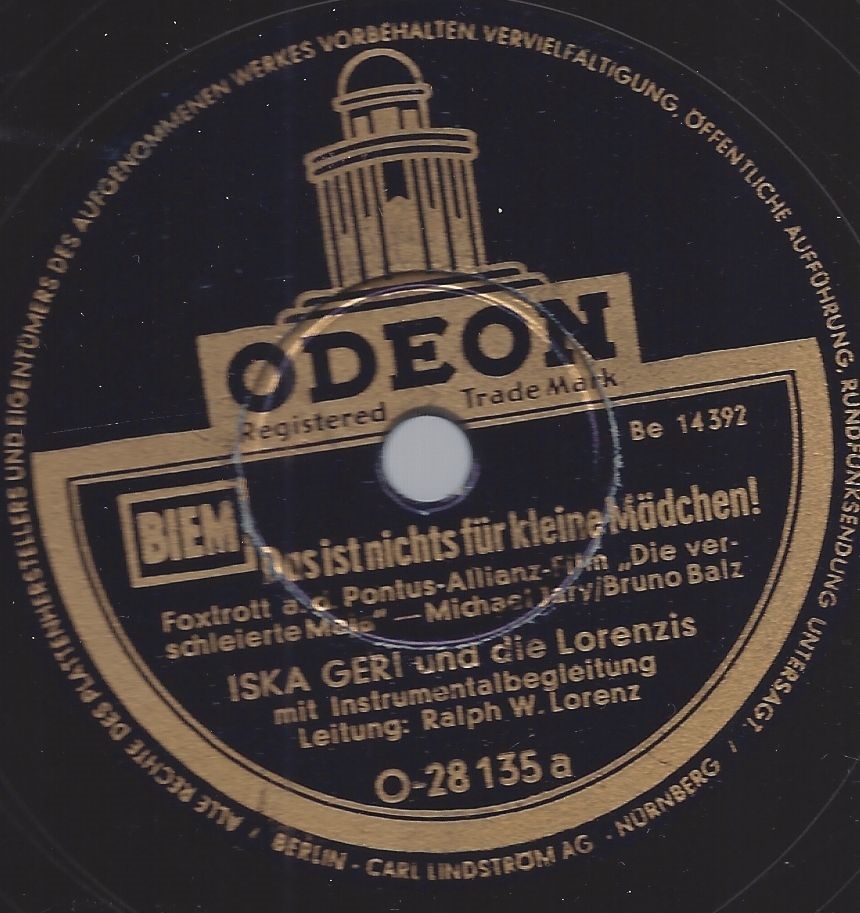 ALLE RECHTE DES PLATTENHERSTELLERS UND EIGENTÜMERS DES AUFGENOMMENEN WERKES VORBEHALTEN. VERVIELFÄLTIGUNG, ÖFFENTLICHE AUFFÜHRUNG, RUNDFUNKSENDUNG UNTERSAGT.
ODEON
Registered Trade Mark
Be 14392
BIEM
Das ist nichts für kleine Mädchen!
Foxtrott a. d. Pontus-Allianz-Film „Die ver-
schleierte Maja" — Michael Jary/Bruno Balz
ISKA GERI und die Lorenzis
mit Instrumentalbegleitung
Leitung: Ralph W. Lorenz
O-28135 a
BERLIN - CARL LINDSTRÖM AG - NÜRNBERG